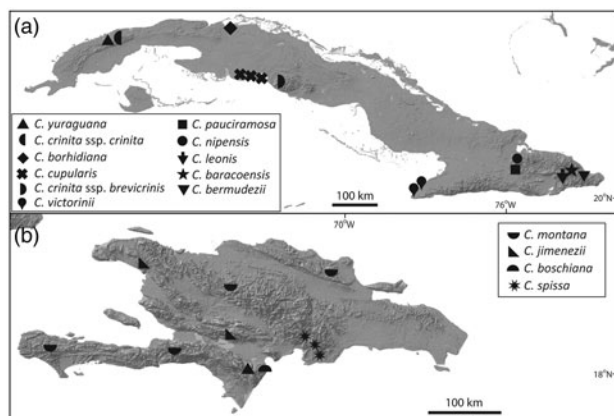 (a)
C. yuraguana
C. crinita ssp. crinita
C. borhidiana
C. cupularis
C. crinita ssp. brevicrinis
C. victorinii
C. pauciramosa
C. nipensis
C. leonis
C. baracoensis
C. bermudezii
100 km
76°W
20°N
70°W
(b)
C. montana
C. jimenezii
C. boschiana
C. spissa
18°N
100 km